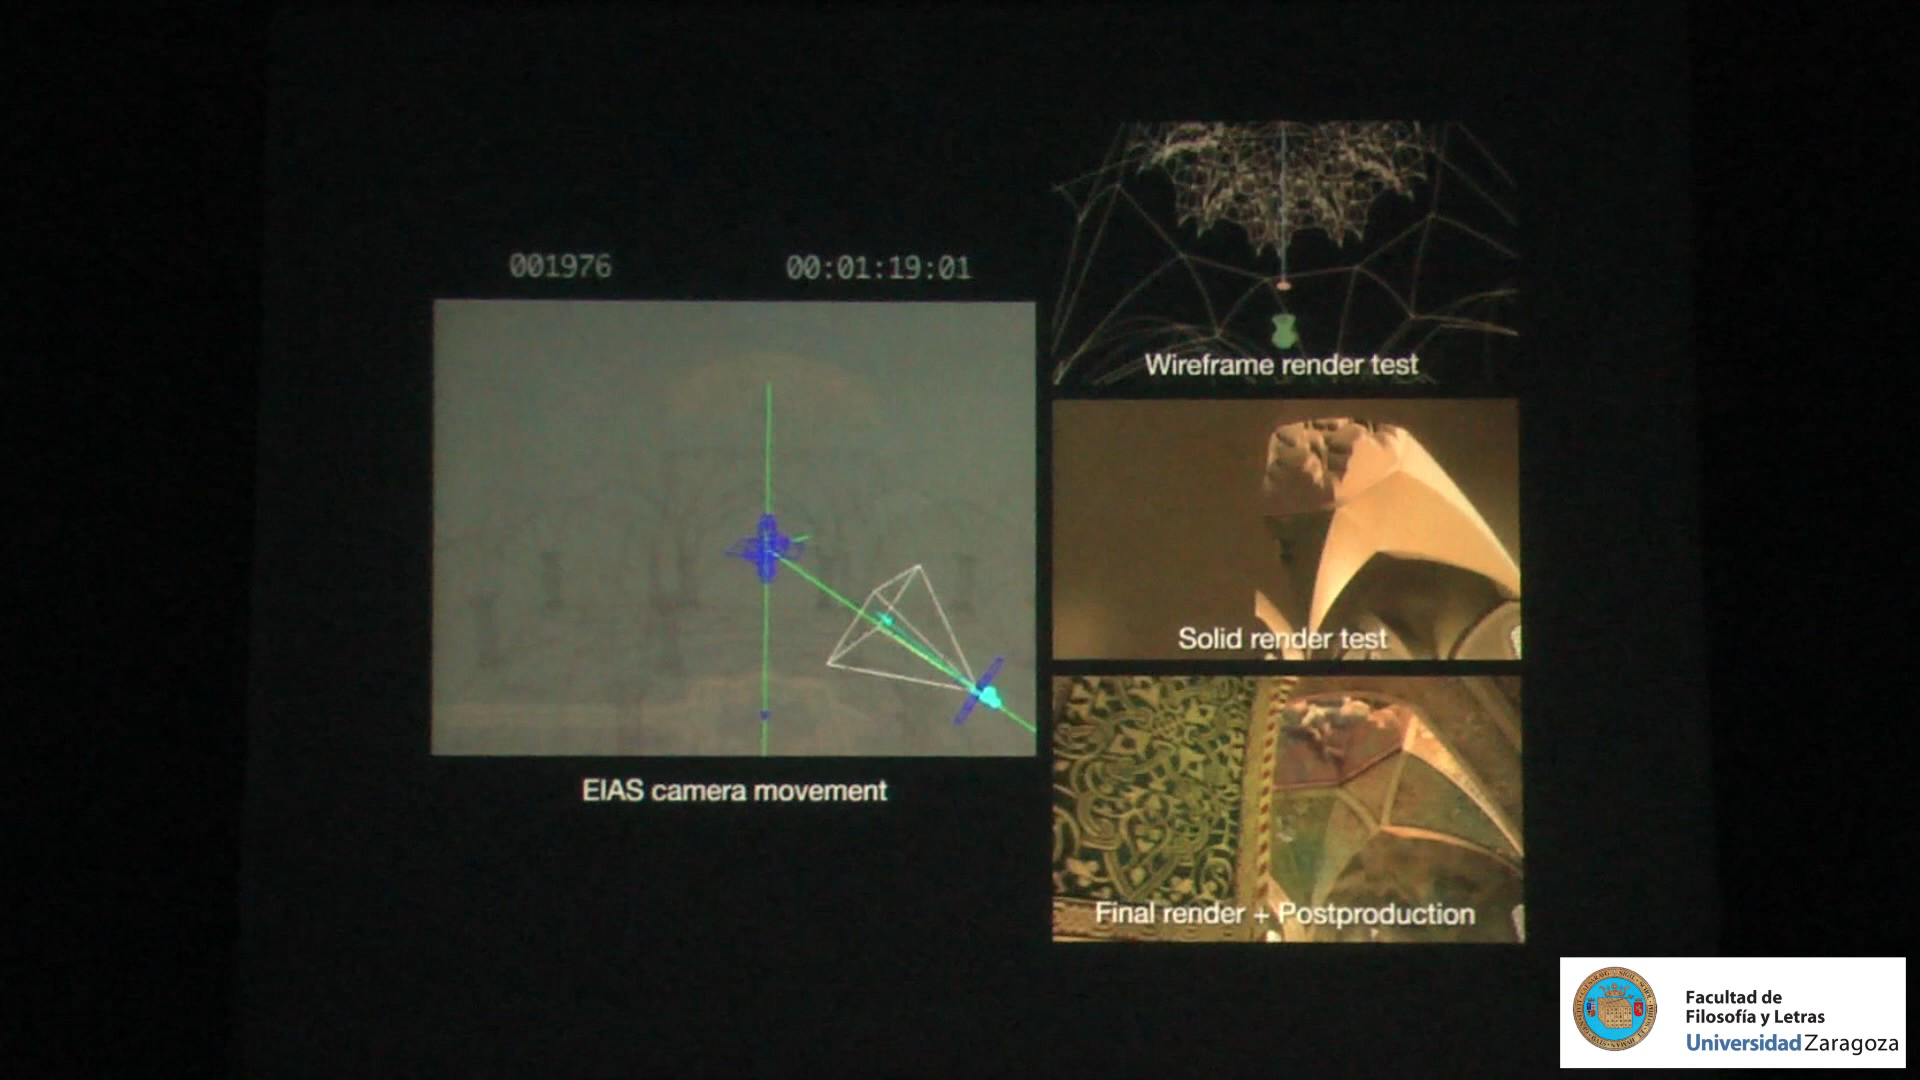 001976
00:01:19:01
EIAS camera movement
Wireframe render test
Solid render test
Final render + Postproduction
Facultad de
Filosofía y Letras
Universidad Zaragoza